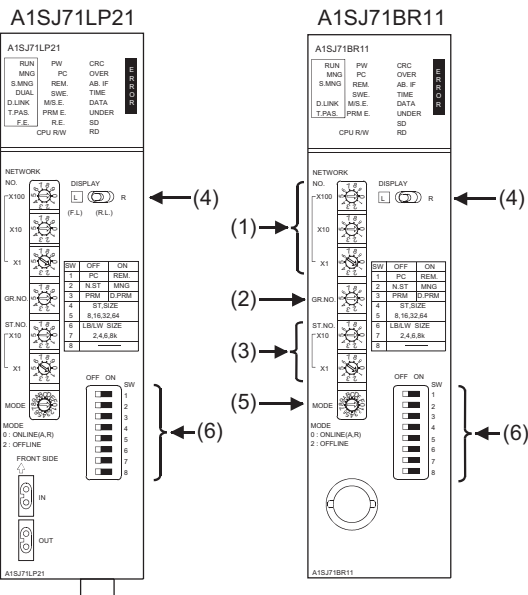 A1SJ71LP21
A1SJ71LP21
RUN PW CRC
MNG PC OVER
S.MNG REM. AB. IF
DUAL SWE. TIME
D.LINK M/S.E. DATA
T.PAS. PRM E. UNDER
F.E. R.E. SD
CPU R/W RD
ERROR
NETWORK
NO. DISPLAY
X100 L R
(F.L) (R.L.)
X10
X1
SW OFF ON
1 PC REM.
2 N.ST MNG
3 PRM D.PRM
4 ST,SIZE
5 8,16,32,64
6 LB/LW SIZE
7 2,4,6,8k
8
GR.NO.
ST.NO.
X10
X1
OFF ON
SW
1
2
3
4
5
6
7
8
MODE
MODE
0 : ONLINE(A,R)
2 : OFFLINE
FRONT SIDE
IN
OUT
A1SJ71LP21
(4)
(6)
A1SJ71BR11
A1SJ71BR11
RUN PW CRC
MNG PC OVER
S.MNG REM. AB. IF
SWE. TIME
D.LINK M/S.E. DATA
T.PAS. PRM E. UNDER
SD
CPU R/W RD
ERROR
NETWORK
NO. DISPLAY
X100 L R
X10
X1
SW OFF ON
1 PC REM.
2 N.ST MNG
3 PRM D.PRM
4 ST,SIZE
5 8,16,32,64
6 LB/LW SIZE
7 2,4,6,8k
8
GR.NO.
ST.NO.
X10
X1
OFF ON
SW
1
2
3
4
5
6
7
8
MODE
MODE
0 : ONLINE(A,R)
2 : OFFLINE
A1SJ71BR11
(1)
(2)
(3)
(5)
(4)
(6)